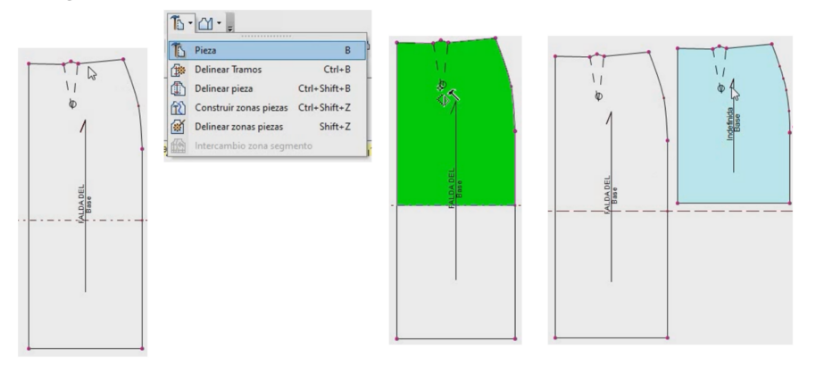 FALDA DEL
Base
Pieza B
Delinear Tramos Ctrl+B
Delinear pieza Ctrl+Shift+B
Construir zonas piezas Ctrl+Shift+Z
Delinear zonas piezas Shift+Z
Intercambio zona segmento
FALDA DEL
Base
FALDA DEL
Base
Indefinida
Base